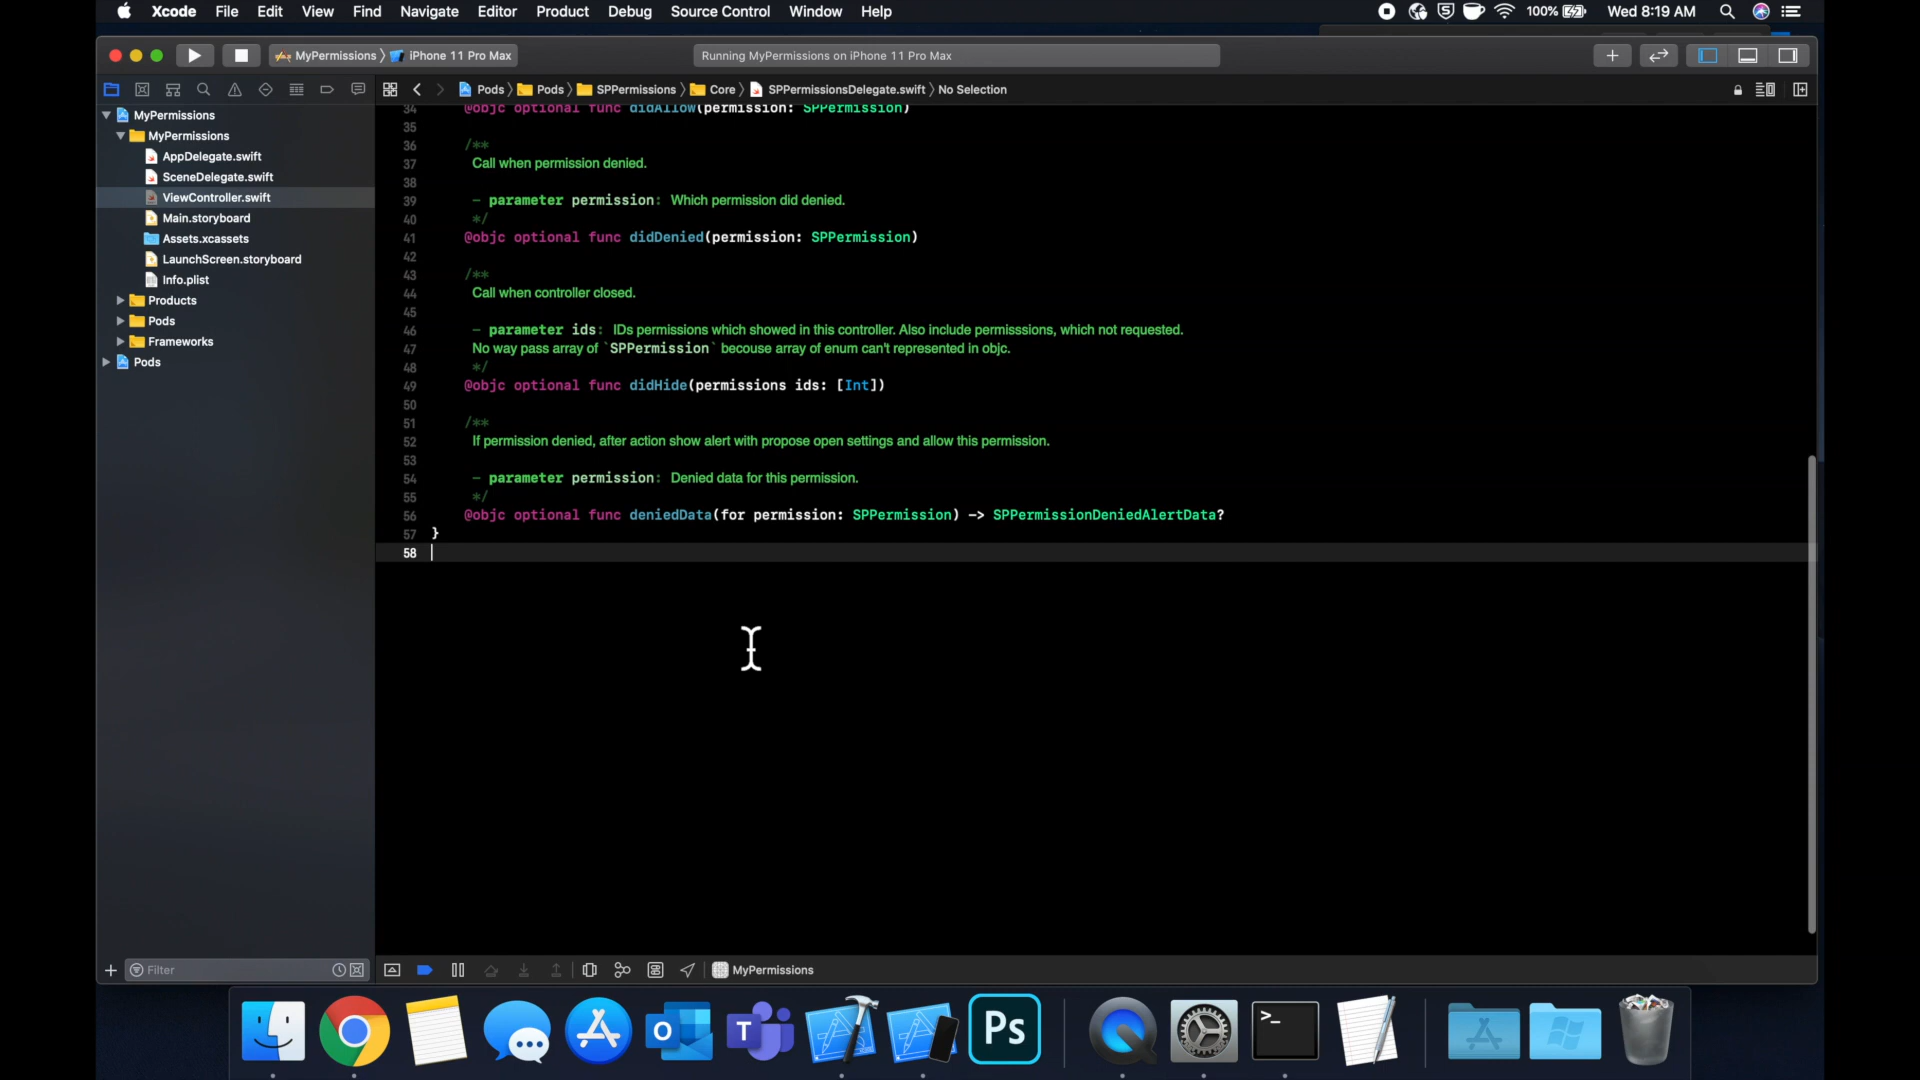 Xcode File Edit View Find Navigate Editor Product Debug Source Control Window Help
100% Wed 8:19 AM
MyPermissions 〉 iPhone 11 Pro Max
Running MyPermissions on iPhone 11 Pro Max
Pods 〉 Pods 〉 SPPermissions 〉 Core 〉 SPPermissionsDelegate.swift 〉 No Selection
MyPermissions
MyPermissions
AppDelegate.swift
SceneDelegate.swift
ViewController.swift
Main.storyboard
Assets.xcassets
LaunchScreen.storyboard
Info.plist
Products
Pods
Frameworks
Pods
34 @objc optional func didAllow(permission: SPPermission)
35
36 /**
37 Call when permission denied.
38
39 - parameter permission: Which permission did denied.
40 */
41 @objc optional func didDenied(permission: SPPermission)
42
43 /**
44 Call when controller closed.
45
46 - parameter ids: IDs permissions which showed in this controller. Also include permisssions, which not requested.
47 No way pass array of `SPPermission` becouse array of enum can't represented in objc.
48 */
49 @objc optional func didHide(permissions ids: [Int])
50
51 /**
52 If permission denied, after action show alert with propose open settings and allow this permission.
53
54 - parameter permission: Denied data for this permission.
55 */
56 @objc optional func deniedData(for permission: SPPermission) -> SPPermissionDeniedAlertData?
57 }
58
Filter
MyPermissions
O
T
Ps
>_